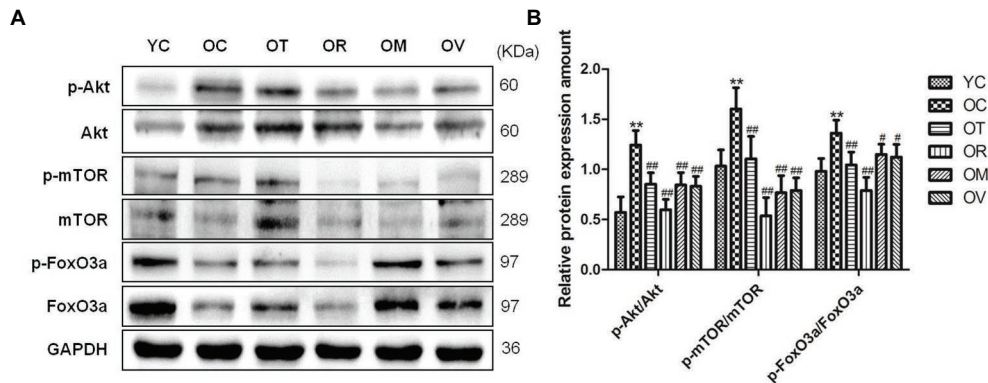 A
YC OC OT OR OM OV (KDa)
p-Akt 60
Akt 60
p-mTOR 289
mTOR 289
p-FoxO3a 97
FoxO3a 97
GAPDH 36
B
Relative protein expression amount
2.0
1.5
1.0
0.5
0.0
** ## ## ## ##
** ## ## ## ##
** ## ## # #
p-Akt/Akt
p-mTOR/mTOR
p-FoxO3a/FoxO3a
YC
OC
OT
OR
OM
OV